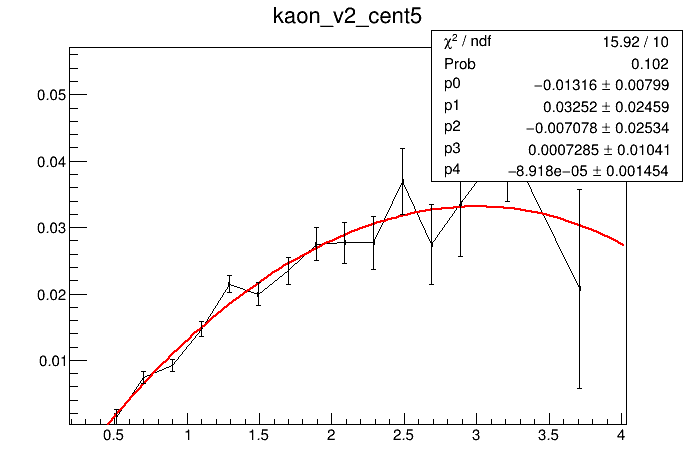 kaon_v2_cent5
χ² / ndf 15.92 / 10
Prob 0.102
p0 −0.01316 ± 0.00799
p1 0.03252 ± 0.02459
p2 −0.007078 ± 0.02534
p3 0.0007285 ± 0.01041
p4 −8.918e−05 ± 0.001454
0.05
0.04
0.03
0.02
0.01
0.5 1 1.5 2 2.5 3 3.5 4